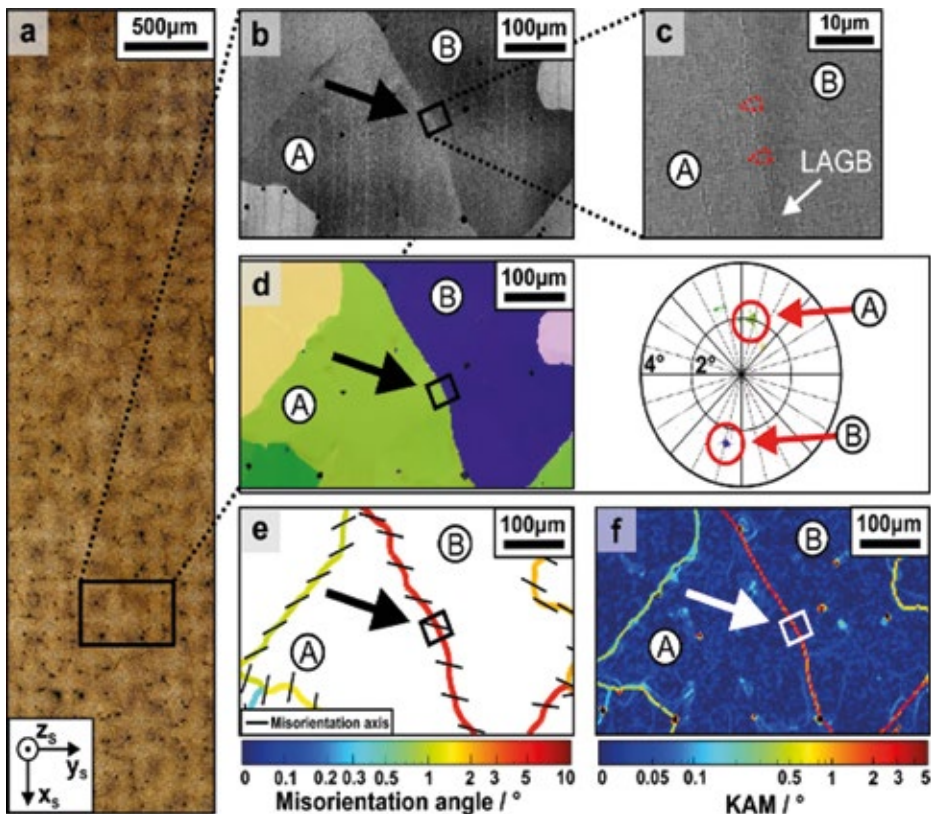 a
500µm
b
100µm
B
A
c
10µm
B
A
LAGB
d
100µm
B
A
4°
2°
A
B
e
100µm
B
A
Misorientation axis
0 0.1 0.2 0.3 0.5 1 2 3 5 10
Misorientation angle / °
f
100µm
B
A
0 0.05 0.1 0.5 1 2 3 5
KAM / °
zs
ys
xs